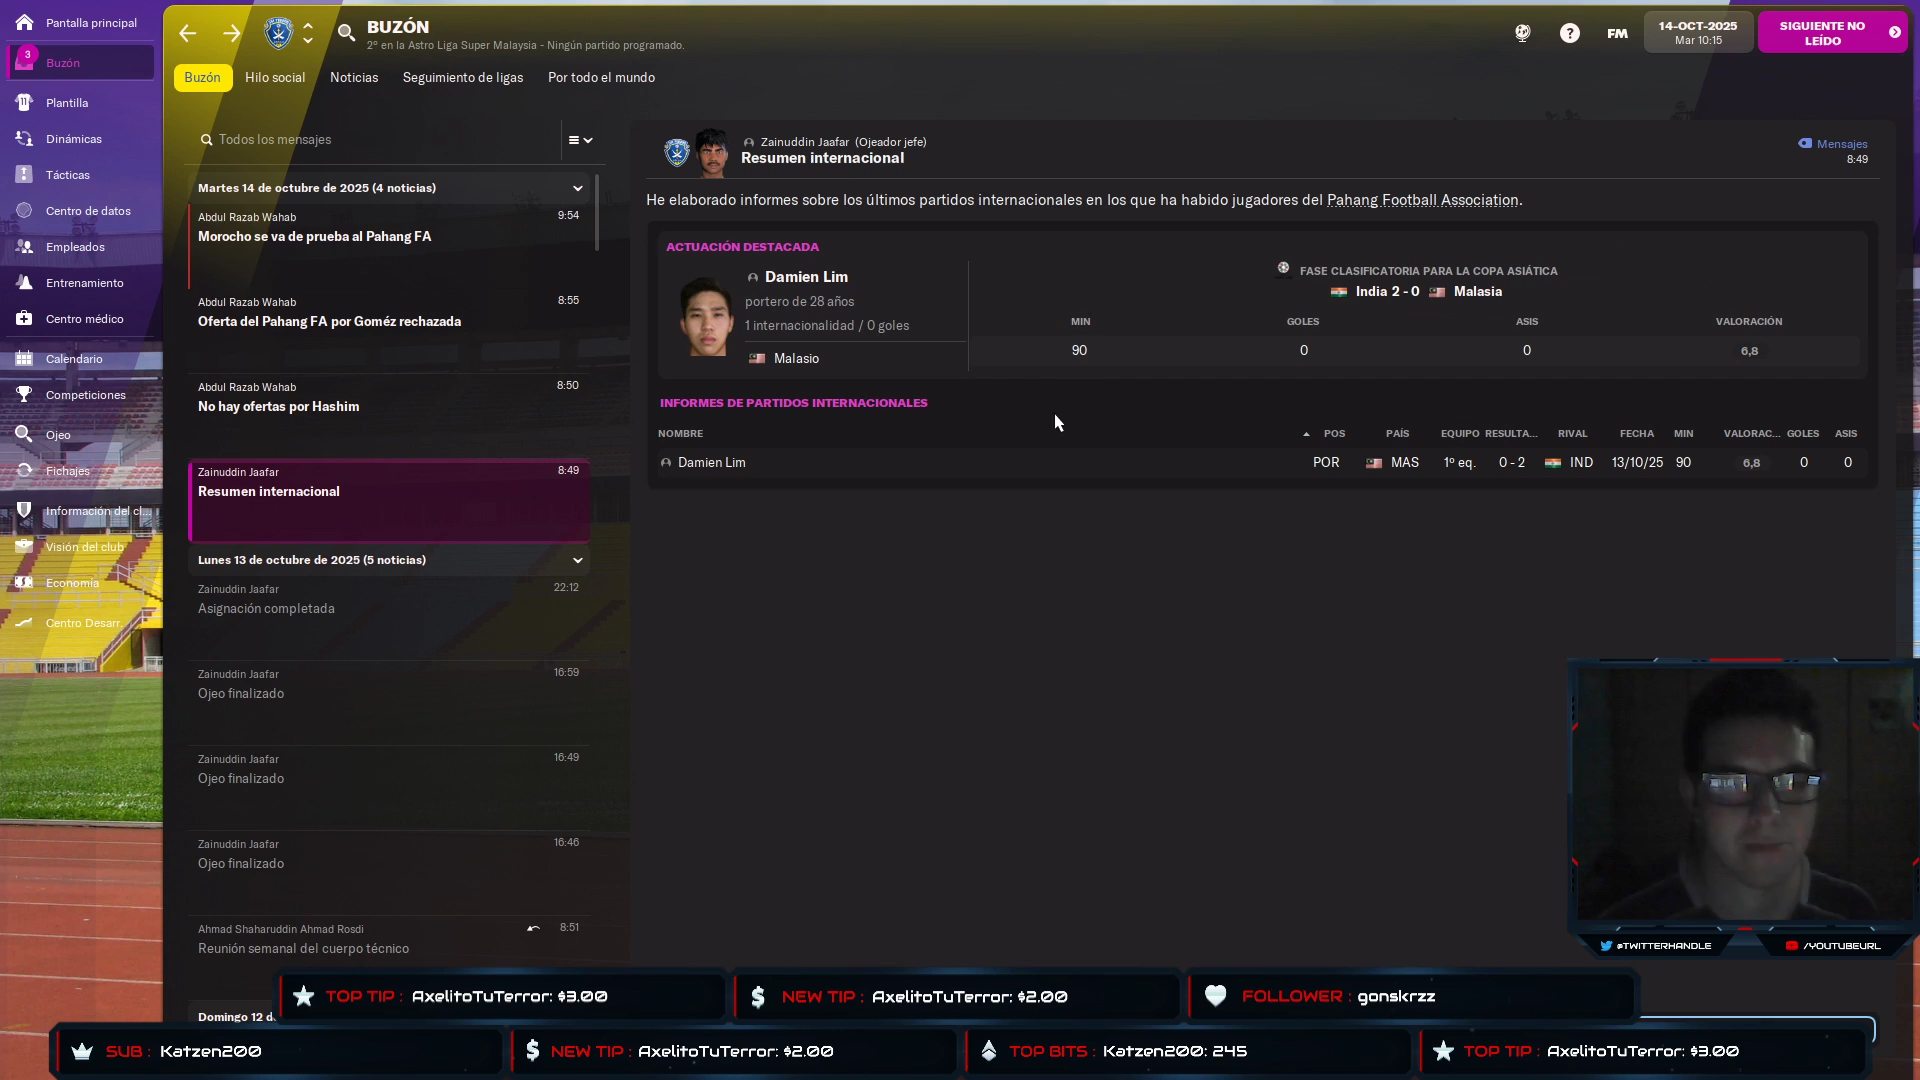 Pantalla principal
3
Buzón
Plantilla
Dinámicas
Tácticas
Centro de datos
Empleados
Entrenamiento
Centro médico
Calendario
Competiciones
Ojeo
Fichajes
Información del cl...
Visión del club
Economía
Centro Desarr.
BUZÓN
2º en la Astro Liga Super Malaysia - Ningún partido programado.
FM
14-OCT-2025
Mar 10:15
SIGUIENTE NO LEÍDO
Buzón Hilo social Noticias Seguimiento de ligas Por todo el mundo
Todos los mensajes
Martes 14 de octubre de 2025 (4 noticias)
Abdul Razab Wahab 9:54
Morocho se va de prueba al Pahang FA
Abdul Razab Wahab 8:55
Oferta del Pahang FA por Goméz rechazada
Abdul Razab Wahab 8:50
No hay ofertas por Hashim
Zainuddin Jaafar 8:49
Resumen internacional
Lunes 13 de octubre de 2025 (5 noticias)
Zainuddin Jaafar 22:12
Asignación completada
Zainuddin Jaafar 16:59
Ojeo finalizado
Zainuddin Jaafar 16:49
Ojeo finalizado
Zainuddin Jaafar 16:46
Ojeo finalizado
Ahmad Shaharuddin Ahmad Rosdi 8:51
Reunión semanal del cuerpo técnico
Domingo 12 d
Zainuddin Jaafar (Ojeador jefe)
Resumen internacional
Mensajes
8:49
He elaborado informes sobre los últimos partidos internacionales en los que ha habido jugadores del Pahang Football Association.
ACTUACIÓN DESTACADA
Damien Lim
portero de 28 años
1 internacionalidad / 0 goles
Malasio
FASE CLASIFICATORIA PARA LA COPA ASIÁTICA
India 2 - 0 Malasia
MIN GOLES ASIS VALORACIÓN
90 0 0 6,8
INFORMES DE PARTIDOS INTERNACIONALES
NOMBRE POS PAÍS EQUIPO RESULTA... RIVAL FECHA MIN VALORAC... GOLES ASIS
Damien Lim POR MAS 1º eq. 0 - 2 IND 13/10/25 90 6,8 0 0
@TWITTERHANDLE /YOUTUBEURL
TOP TIP : AxelitoTuTerror: $3.00
NEW TIP : AxelitoTuTerror: $2.00
FOLLOWER : gonskrzz
SUB : Katzen200
NEW TIP : AxelitoTuTerror: $2.00
TOP BITS : Katzen200: 245
TOP TIP : AxelitoTuTerror: $3.00